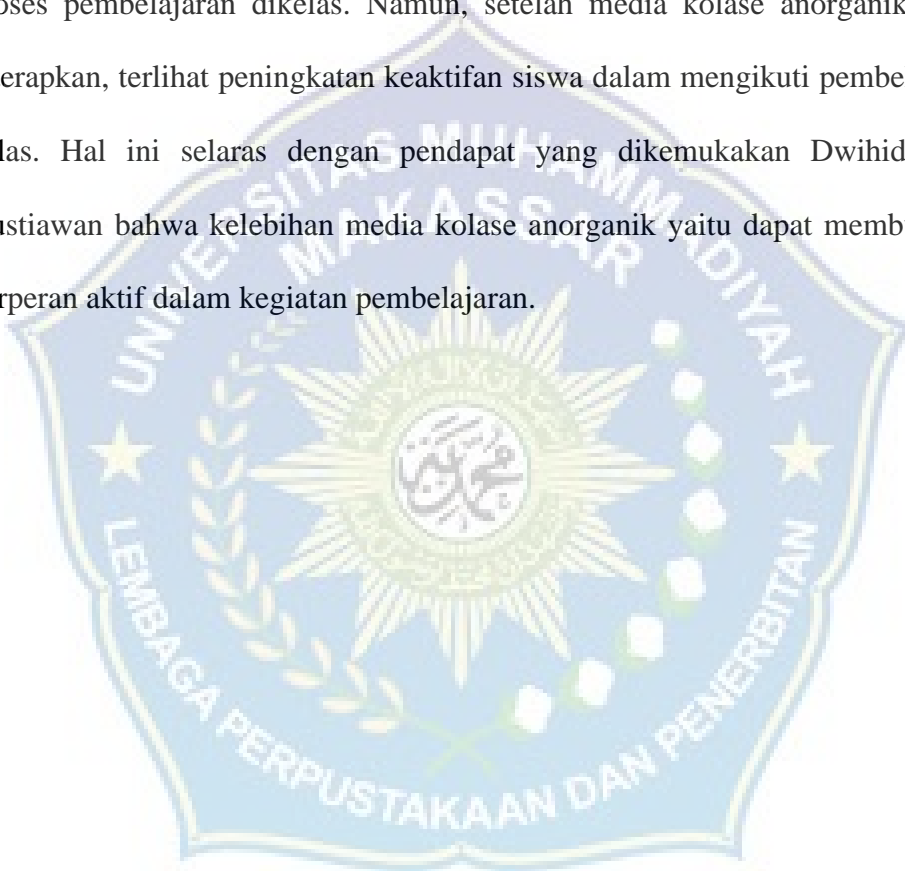 oses pembelajaran dikelas. Namun, setelah media kolase anorganik
erapkan, terlihat peningkatan keaktifan siswa dalam mengikuti pembe
las. Hal ini selaras dengan pendapat yang dikemukakan Dwihid
ustiawan bahwa kelebihan media kolase anorganik yaitu dapat memb
rperan aktif dalam kegiatan pembelajaran.
UNIVERSITAS MUHAMMADIYAH
MAKASSAR
محمد
LEMBAGA PERPUSTAKAAN DAN PENERBITAN